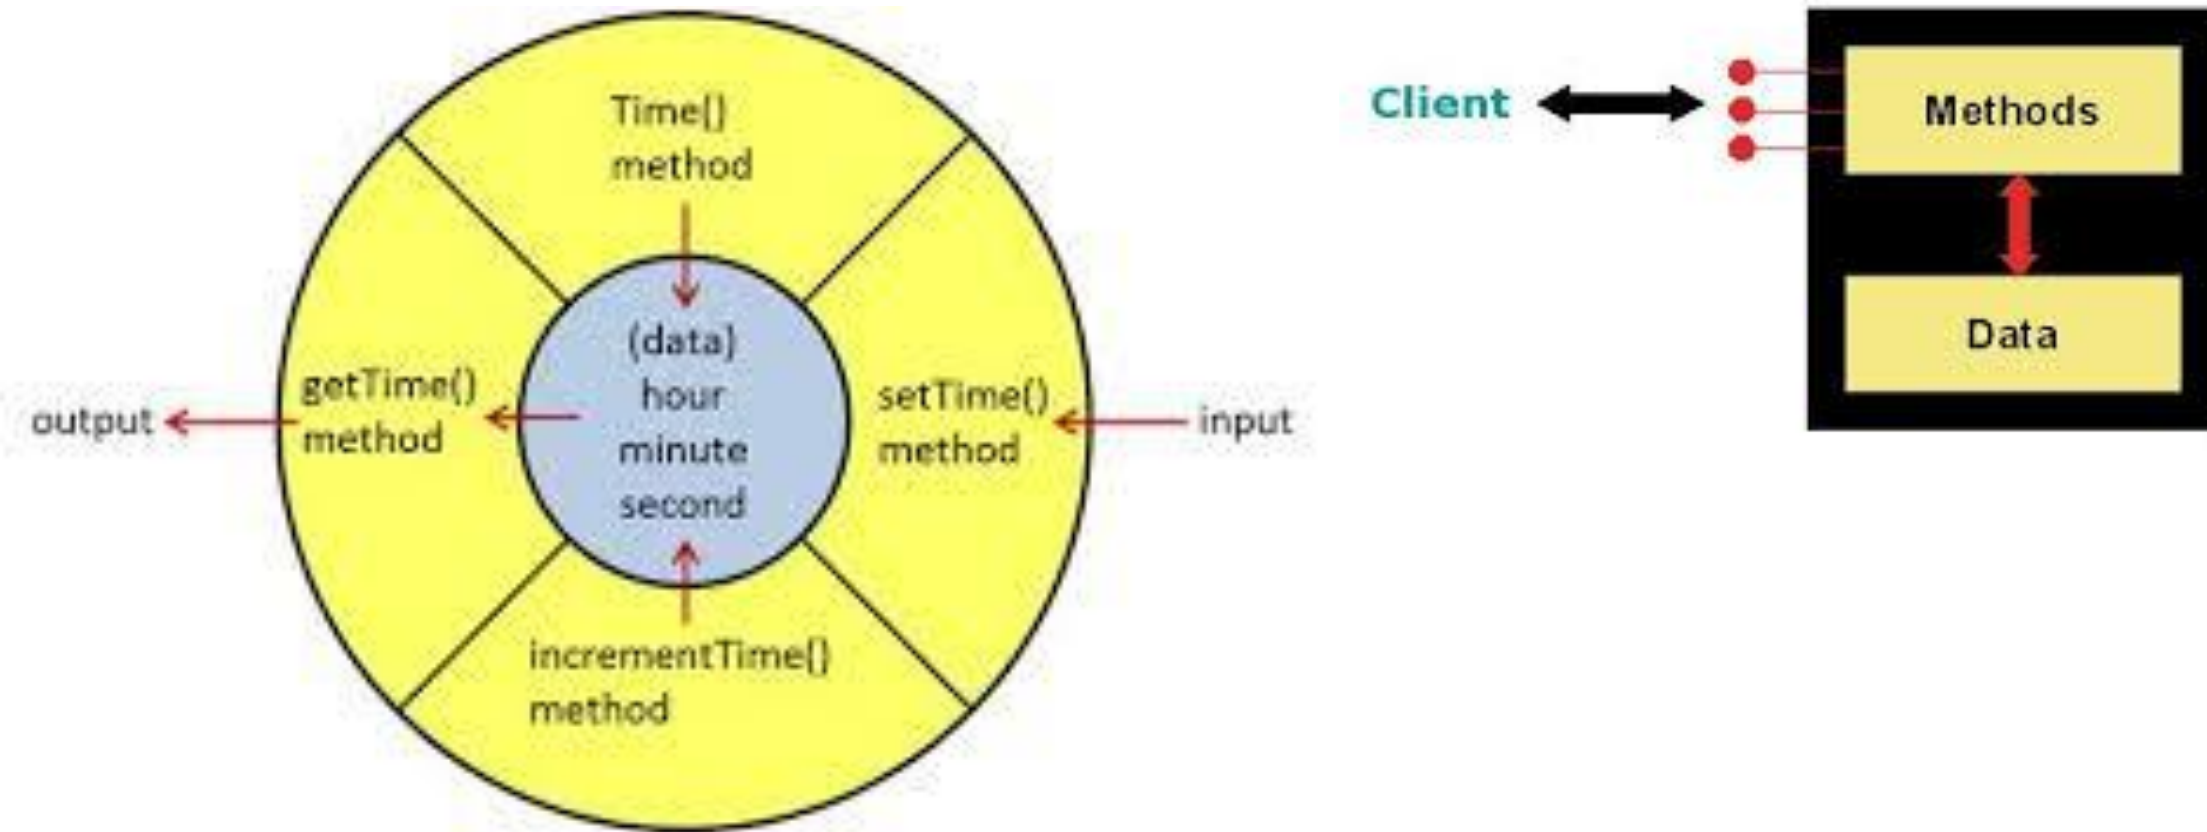 Time()
method
(data)
hour
minute
second
getTime()
method
output
setTime()
method
input
incrementTime()
method
Client
Methods
Data